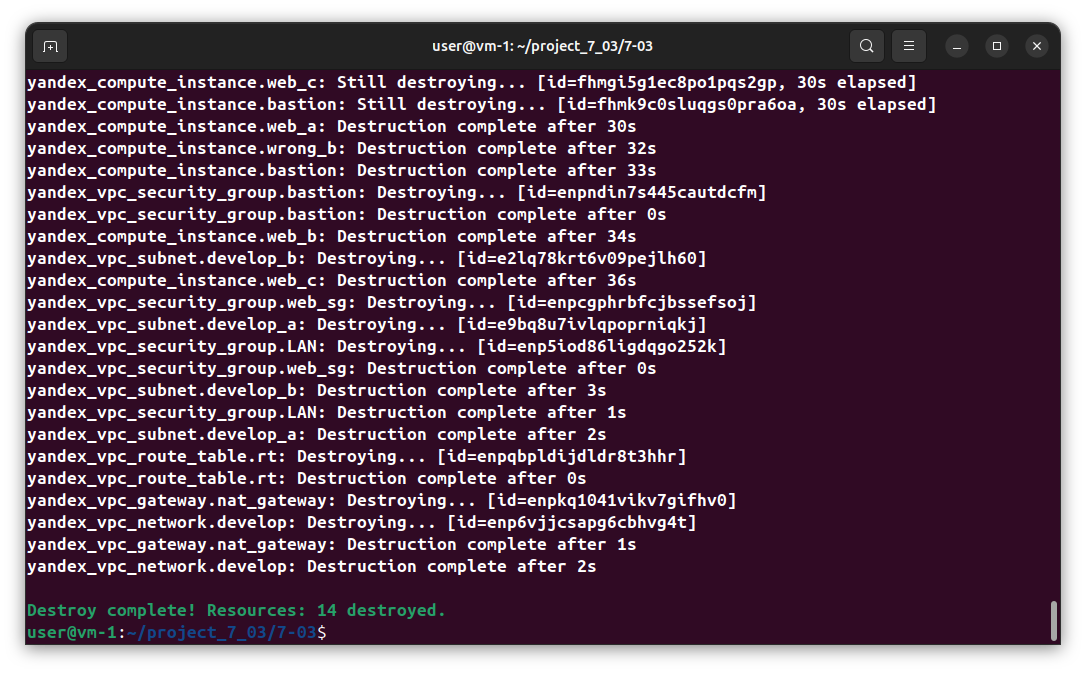 user@vm-1: ~/project_7_03/7-03
yandex_compute_instance.web_c: Still destroying... [id=fhmgi5g1ec8po1pqs2gp, 30s elapsed]
yandex_compute_instance.bastion: Still destroying... [id=fhmk9c0sluqgs0pra6oa, 30s elapsed]
yandex_compute_instance.web_a: Destruction complete after 30s
yandex_compute_instance.wrong_b: Destruction complete after 32s
yandex_compute_instance.bastion: Destruction complete after 33s
yandex_vpc_security_group.bastion: Destroying... [id=enpndin7s445cautdcfm]
yandex_vpc_security_group.bastion: Destruction complete after 0s
yandex_compute_instance.web_b: Destruction complete after 34s
yandex_vpc_subnet.develop_b: Destroying... [id=e2lq78krt6v09pejlh60]
yandex_compute_instance.web_c: Destruction complete after 36s
yandex_vpc_security_group.web_sg: Destroying... [id=enpcgphrbfcjbssefsoj]
yandex_vpc_subnet.develop_a: Destroying... [id=e9bq8u7ivlqpoprniqkj]
yandex_vpc_security_group.LAN: Destroying... [id=enp5iod86ligdqgo252k]
yandex_vpc_security_group.web_sg: Destruction complete after 0s
yandex_vpc_subnet.develop_b: Destruction complete after 3s
yandex_vpc_security_group.LAN: Destruction complete after 1s
yandex_vpc_subnet.develop_a: Destruction complete after 2s
yandex_vpc_route_table.rt: Destroying... [id=enpqbpldijdldr8t3hhr]
yandex_vpc_route_table.rt: Destruction complete after 0s
yandex_vpc_gateway.nat_gateway: Destroying... [id=enpkq1041vikv7gifhv0]
yandex_vpc_network.develop: Destroying... [id=enp6vjjcsapg6cbhvg4t]
yandex_vpc_gateway.nat_gateway: Destruction complete after 1s
yandex_vpc_network.develop: Destruction complete after 2s
Destroy complete! Resources: 14 destroyed.
user@vm-1:~/project_7_03/7-03$